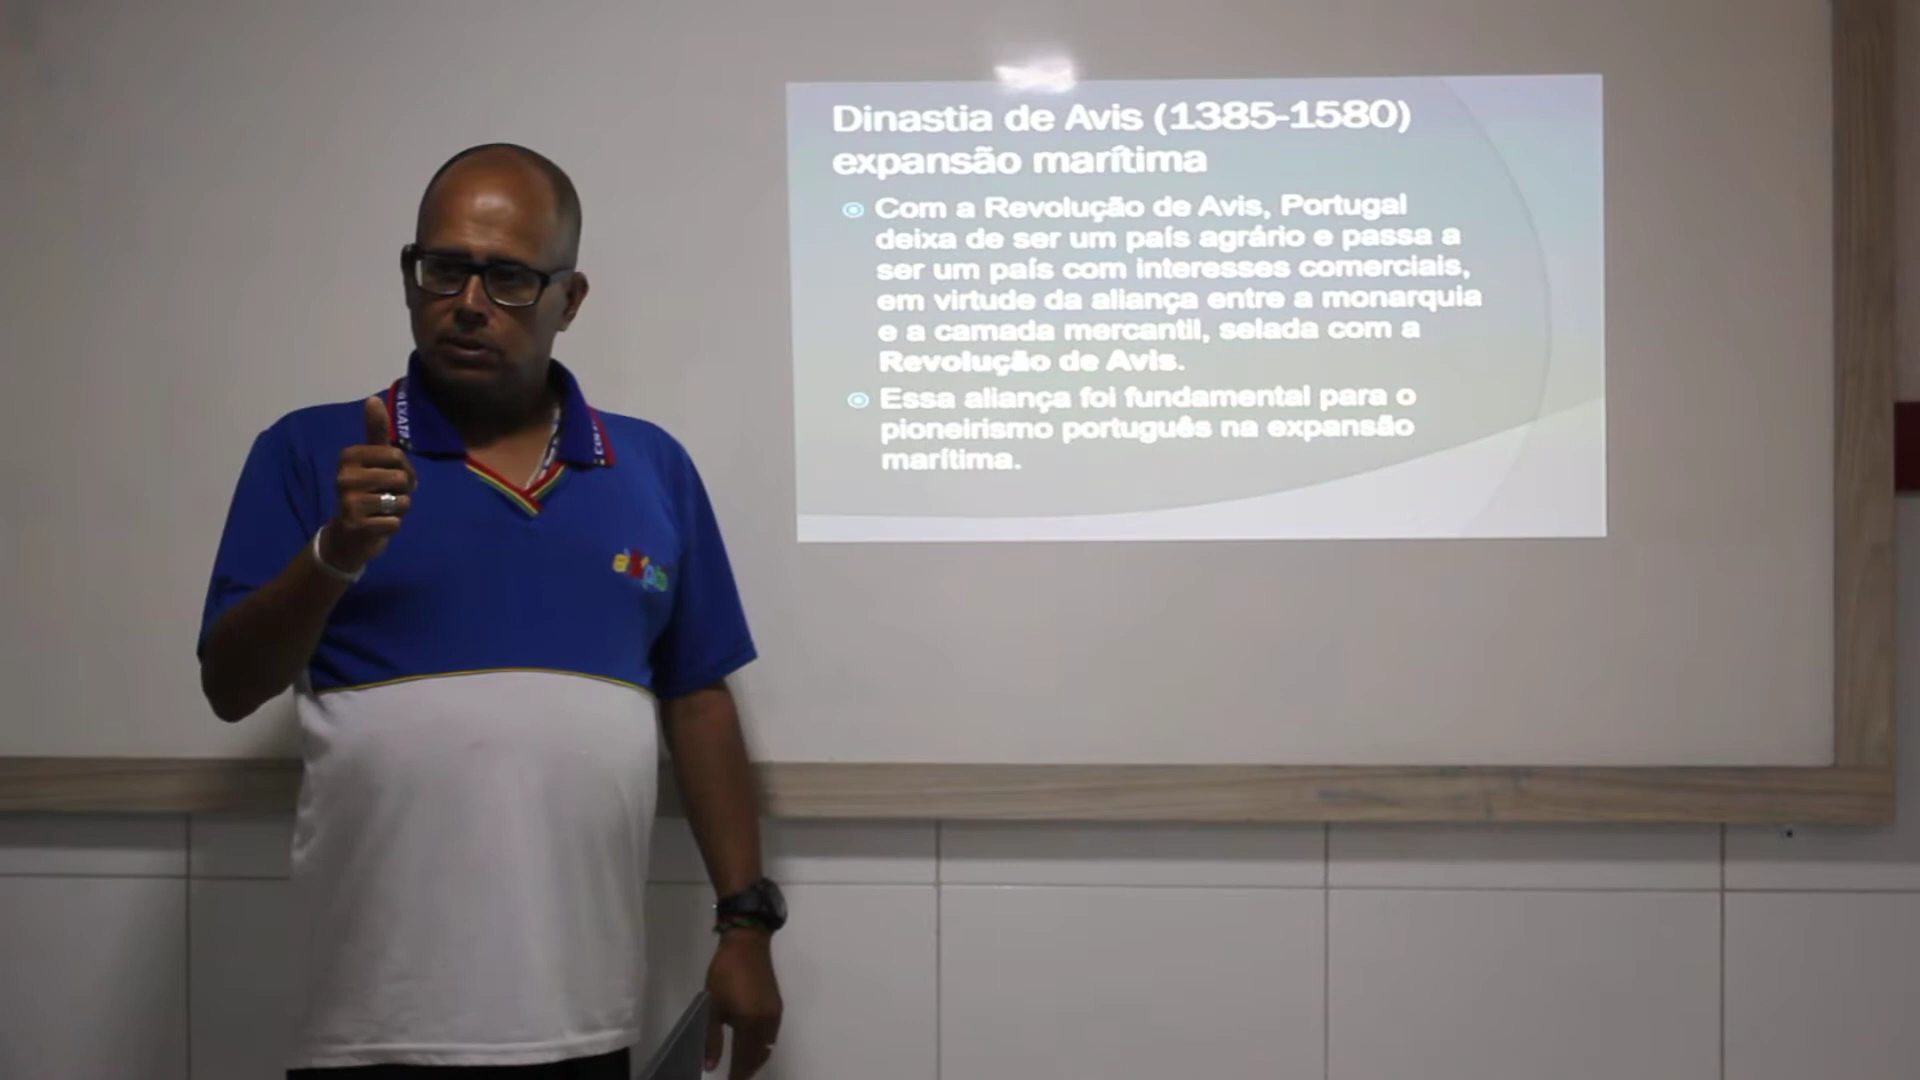 Dinastia de Avis (1385-1580)
expansão marítima
Com a Revolução de Avis, Portugal
deixa de ser um país agrário e passa a
ser um país com interesses comerciais,
em virtude da aliança entre a monarquia
e a camada mercantil, selada com a
Revolução de Avis.
Essa aliança foi fundamental para o
pioneirismo português na expansão
marítima.